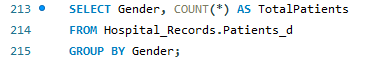 213 SELECT Gender, COUNT(*) AS TotalPatients
214 FROM Hospital_Records.Patients_d
215 GROUP BY Gender;